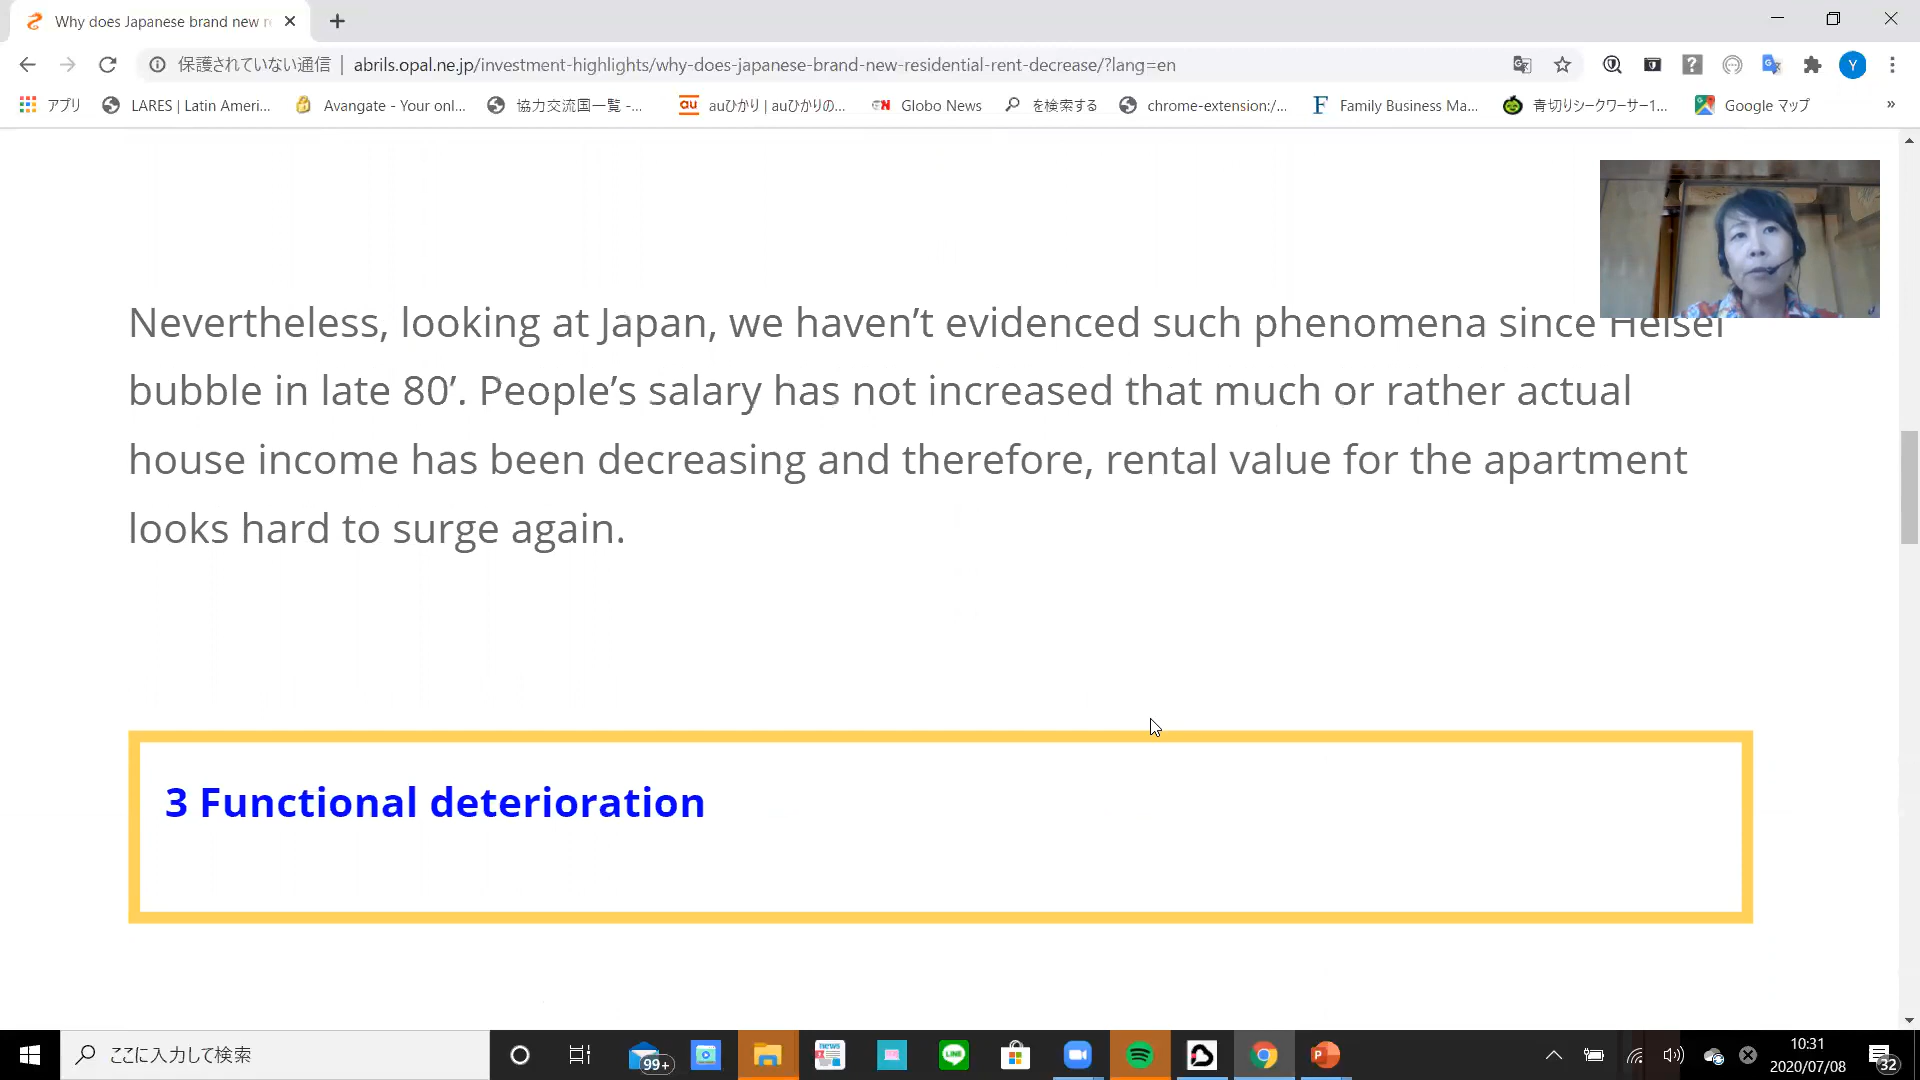 Why does Japanese brand new r
保護されていない通信
abrils.opal.ne.jp/investment-highlights/why-does-japanese-brand-new-residential-rent-decrease/?lang=en
Y
アプリ
LARES | Latin Ameri...
Avangate - Your onl...
協力交流国一覧 -...
au
auひかり | auひかりの...
Globo News
を検索する
chrome-extension:/...
F
Family Business Ma...
青切りシークワーサー1...
Google マップ
»
Nevertheless, looking at Japan, we haven't evidenced such phenomena since Heisei
bubble in late 80'. People's salary has not increased that much or rather actual
house income has been decreasing and therefore, rental value for the apartment
looks hard to surge again.
3 Functional deterioration
ここに入力して検索
99+
news
LINE
P
10:31
2020/07/08
32